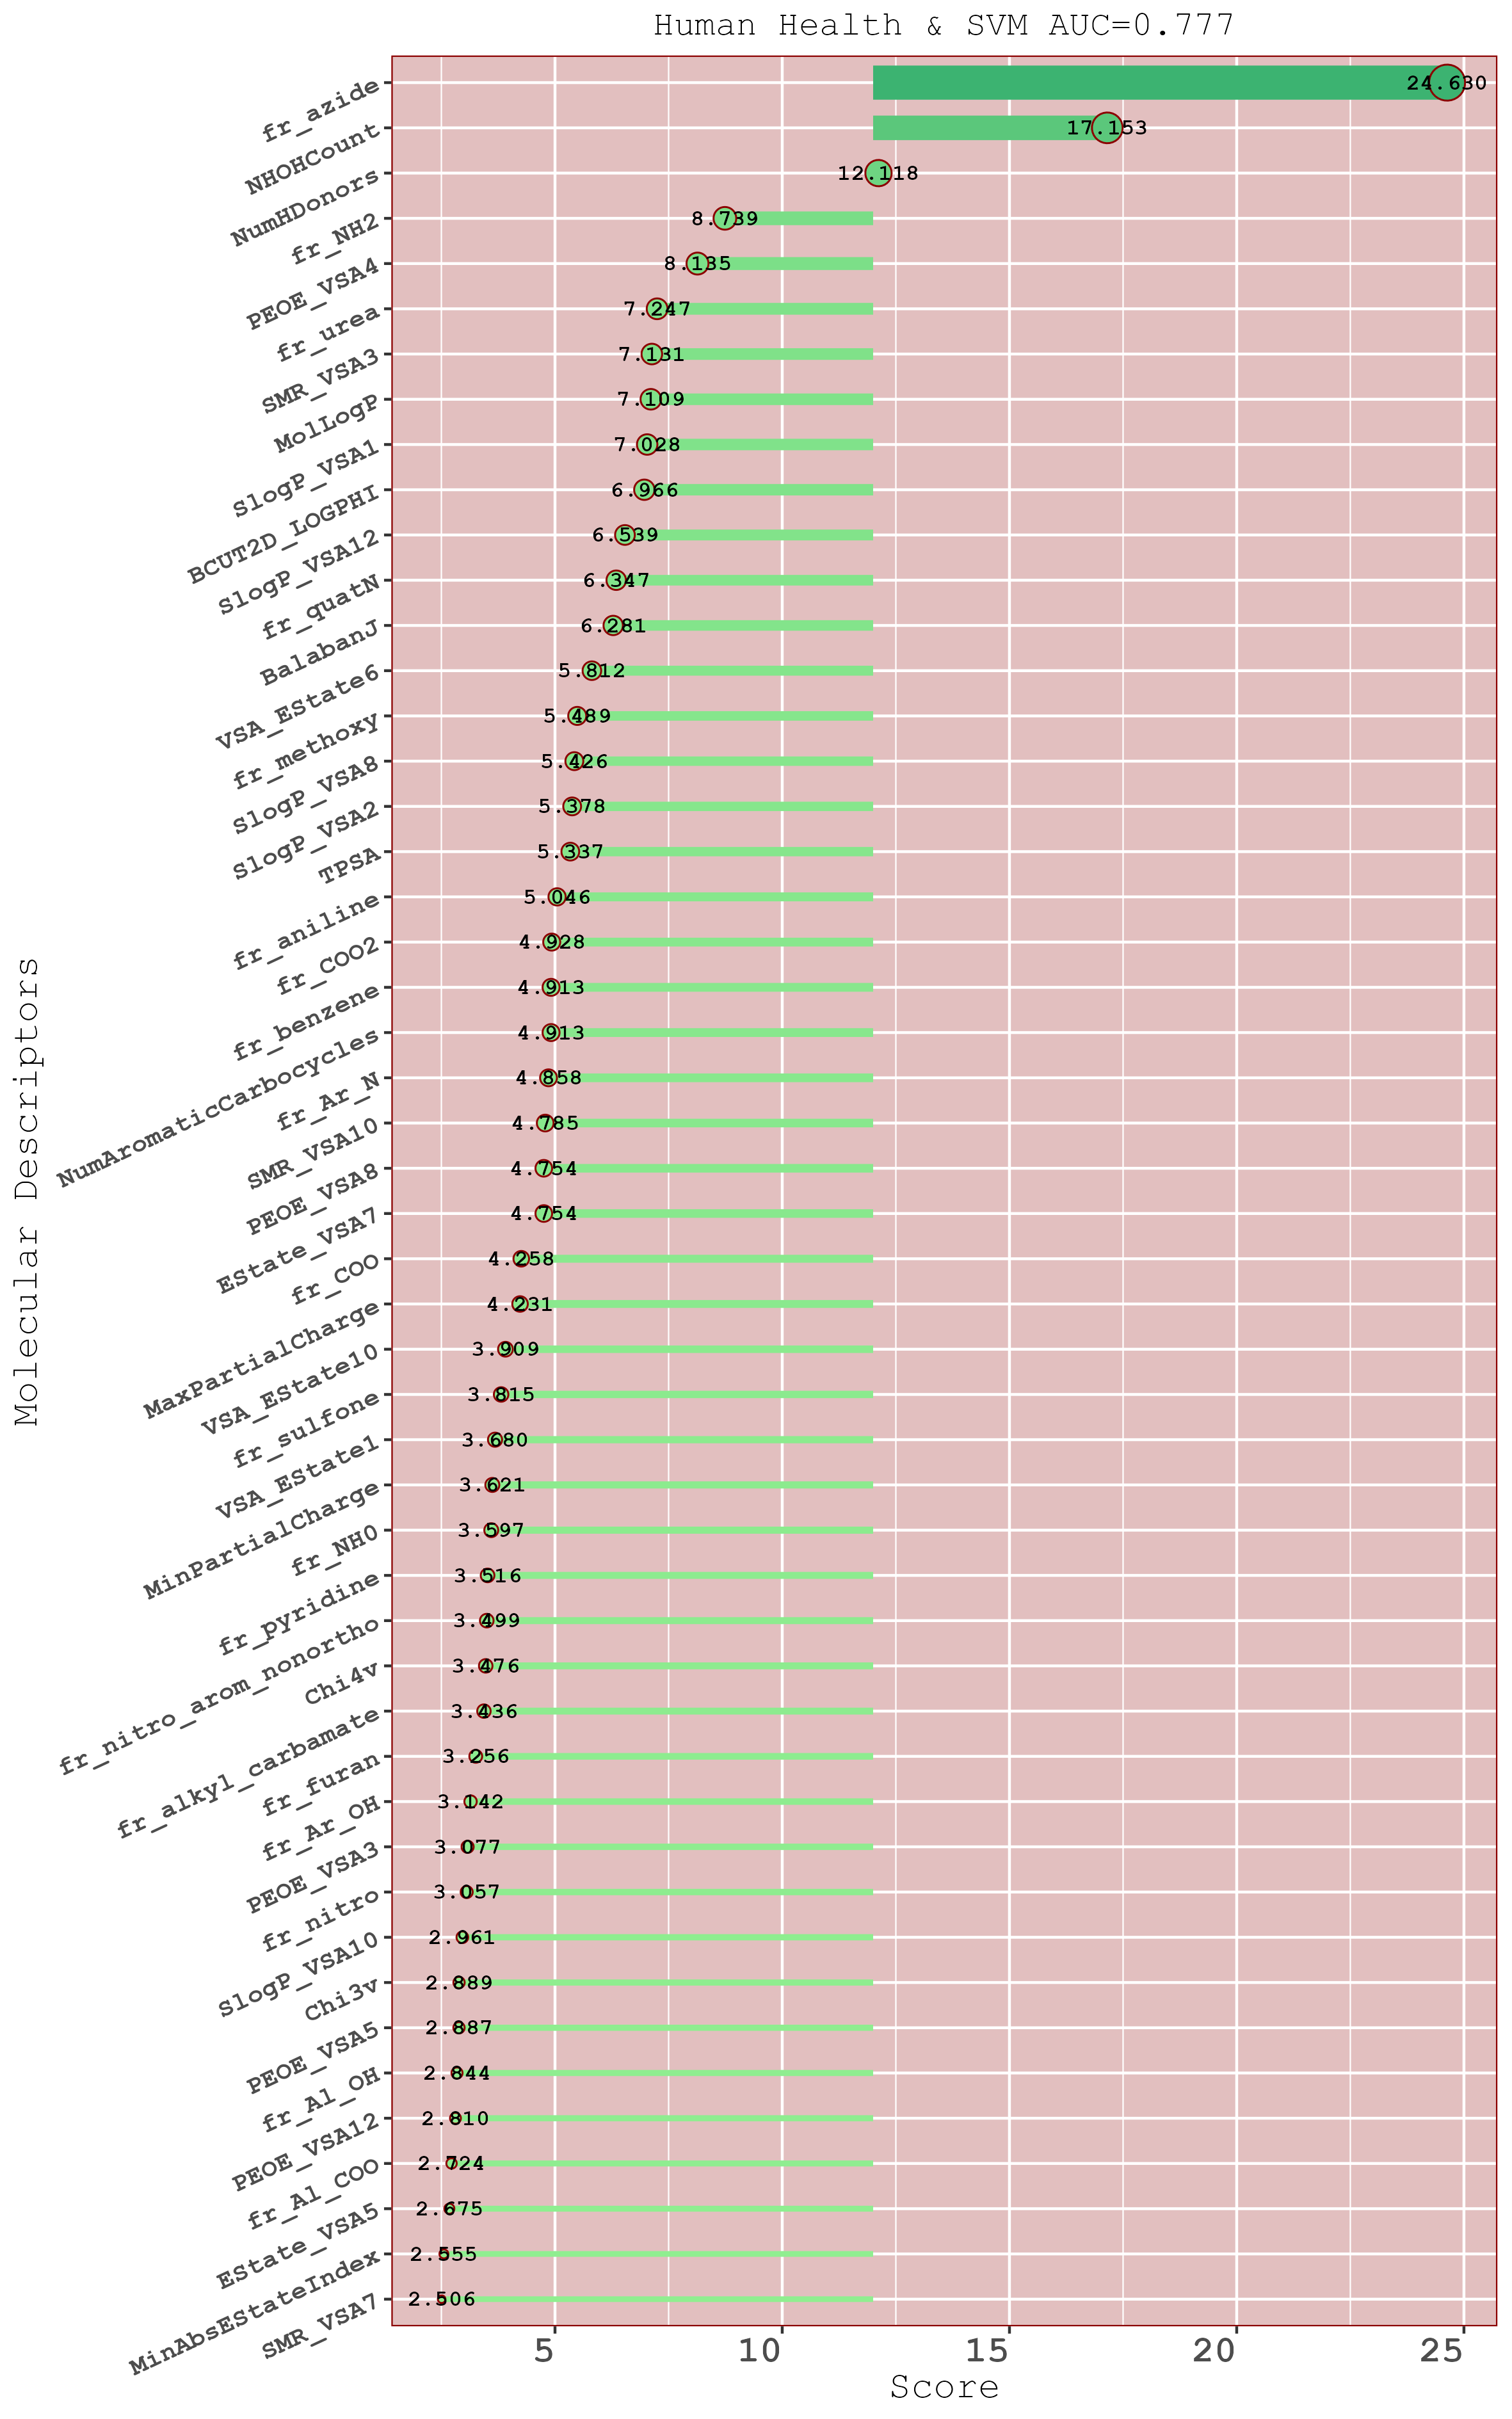 Human Health & SVM AUC=0.777
Molecular Descriptors
fr_azide 24.630
NHOHCount 17.153
NumHDonors 12.118
fr_NH2 8.739
PEOE_VSA4 8.135
fr_urea 7.247
SMR_VSA3 7.131
MolLogP 7.109
SlogP_VSA1 7.028
BCUT2D_LOGPHI 6.966
SlogP_VSA12 6.539
fr_quatN 6.347
BalabanJ 6.281
VSA_EState6 5.812
fr_methoxy 5.489
SlogP_VSA8 5.426
SlogP_VSA2 5.378
TPSA 5.337
fr_aniline 5.046
fr_COO2 4.928
fr_benzene 4.913
NumAromaticCarbocycles 4.913
fr_Ar_N 4.858
SMR_VSA10 4.785
PEOE_VSA8 4.754
EState_VSA7 4.754
fr_COO 4.258
MaxPartialCharge 4.231
VSA_EState10 3.909
fr_sulfone 3.815
VSA_EState1 3.680
MinPartialCharge 3.621
fr_NH0 3.597
fr_pyridine 3.516
fr_nitro_arom_nonortho 3.499
Chi4v 3.476
fr_alkyl_carbamate 3.436
fr_furan 3.256
fr_Ar_OH 3.142
PEOE_VSA3 3.077
fr_nitro 3.057
SlogP_VSA10 2.961
Chi3v 2.889
PEOE_VSA5 2.887
fr_Al_OH 2.844
PEOE_VSA12 2.810
fr_Al_COO 2.724
EState_VSA5 2.675
MinAbsEStateIndex 2.555
SMR_VSA7 2.506
5 10 15 20 25
Score